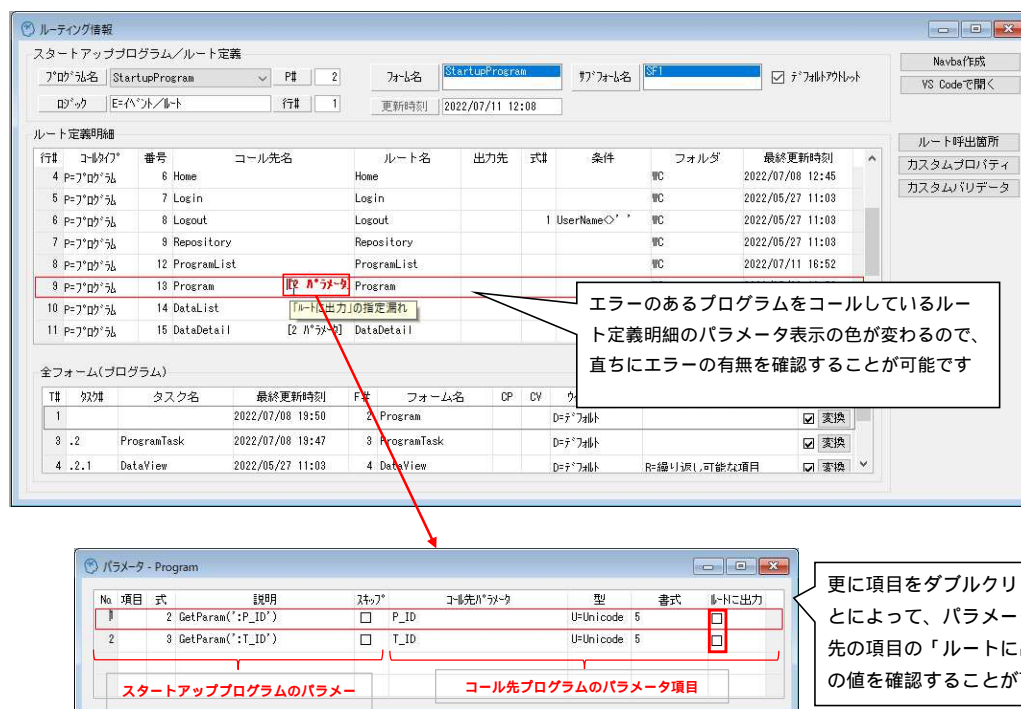 ルーティング情報
スタートアッププログラム／ルート定義
プログラム名 StartupProgram P# 2 フォーム名 StartupProgram サブフォーム名 SF1 デフォルトアウトレット
ロジック E=イベント/ルート 行# 1 更新時刻 2022/07/11 12:08
Navbar作成
VS Codeで開く
ルート呼出箇所
カスタムプロパティ
カスタムバリデータ
ルート定義明細
行# コールタイプ 番号 コール先名 ルート名 出力先 式# 条件 フォルダ 最終更新時刻
4 P=プログラム 6 Home Home WC 2022/07/08 12:45
5 P=プログラム 7 Login Login WC 2022/05/27 11:03
6 P=プログラム 8 Logout Logout 1 UserName<>'' WC 2022/05/27 11:03
7 P=プログラム 9 Repository Repository WC 2022/05/27 11:03
8 P=プログラム 12 ProgramList ProgramList WC 2022/07/11 16:52
9 P=プログラム 13 Program [2 パラメータ] Program
10 P=プログラム 14 DataList 「ルートに出力」の指定漏れ DataList
11 P=プログラム 15 DataDetail [2 パラメータ] DataDetail
エラーのあるプログラムをコールしているルー
ト定義明細のパラメータ表示の色が変わるので、
直ちにエラーの有無を確認することが可能です
全フォーム(プログラム)
T# タスク# タスク名 最終更新時刻 F# フォーム名 CP CV
1 2022/07/08 19:50 2 Program D=デフォルト 変換
3 .2 ProgramTask 2022/07/08 19:47 3 ProgramTask D=デフォルト 変換
4 .2.1 DataView 2022/05/27 11:03 4 DataView D=デフォルト R=繰り返し可能な項目 変換
パラメータ - Program
No. 項目 式 説明 スキップ コール先パラメータ 型 書式 ルートに出力
1 2 GetParam(':P_ID') P_ID U=Unicode 5
2 3 GetParam(':T_ID') T_ID U=Unicode 5
スタートアッププログラムのパラメー
コール先プログラムのパラメータ項目
更に項目をダブルクリ
とによって、パラメー
先の項目の「ルートに
の値を確認することが